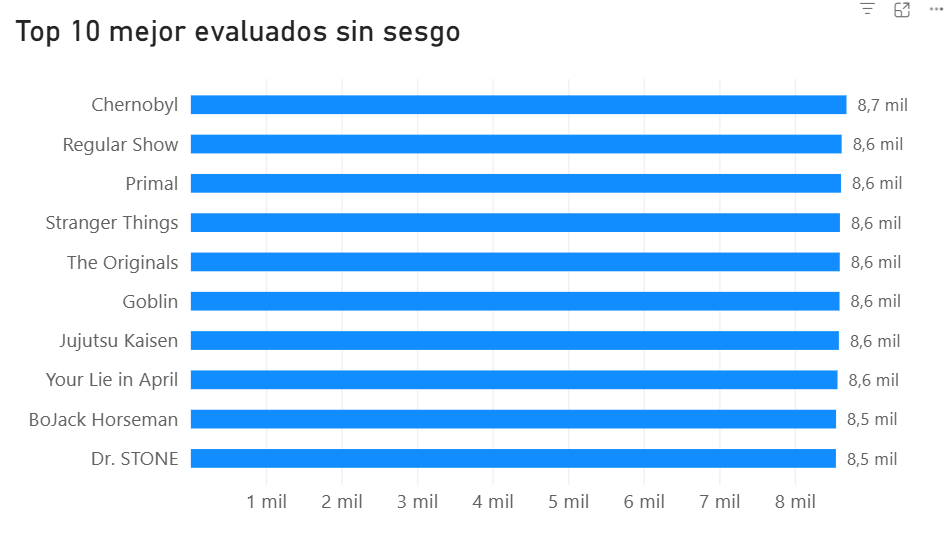 Top 10 mejor evaluados sin sesgo
Chernobyl 8,7 mil
Regular Show 8,6 mil
Primal 8,6 mil
Stranger Things 8,6 mil
The Originals 8,6 mil
Goblin 8,6 mil
Jujutsu Kaisen 8,6 mil
Your Lie in April 8,6 mil
BoJack Horseman 8,5 mil
Dr. STONE 8,5 mil
1 mil 2 mil 3 mil 4 mil 5 mil 6 mil 7 mil 8 mil